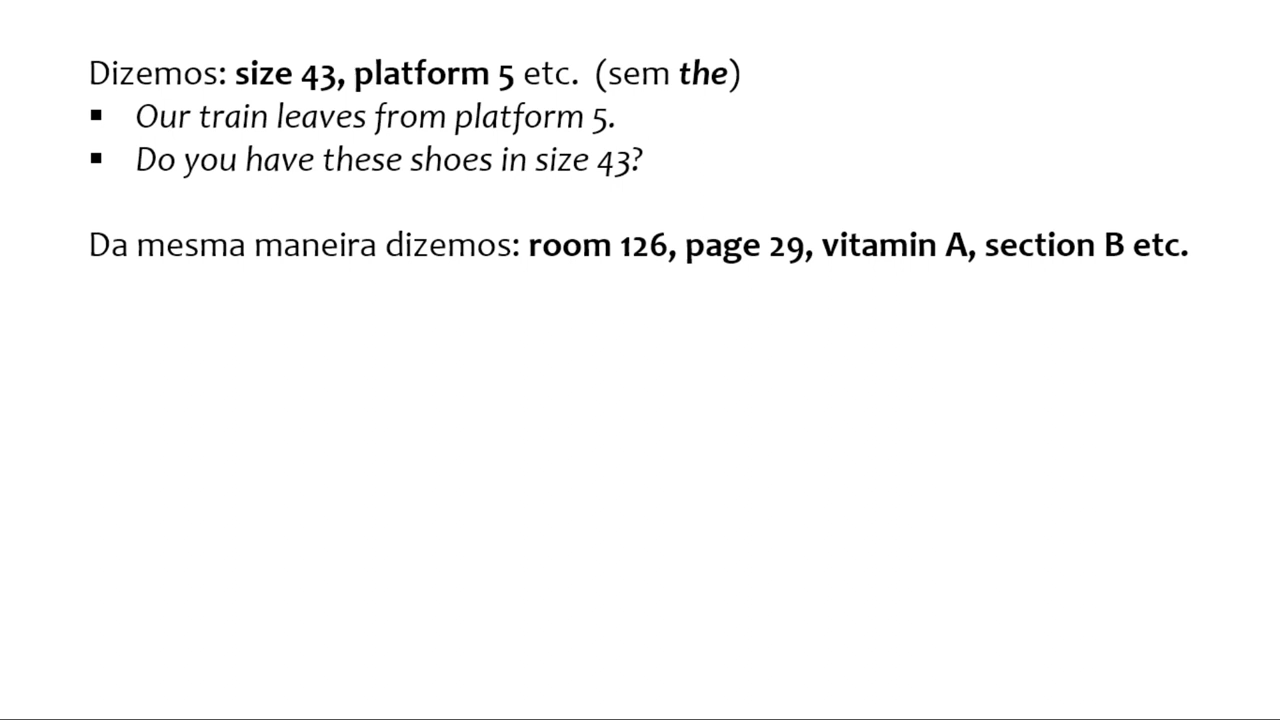 Dizemos: size 43, platform 5 etc. (sem the)
▪ Our train leaves from platform 5.
▪ Do you have these shoes in size 43?
Da mesma maneira dizemos: room 126, page 29, vitamin A, section B etc.